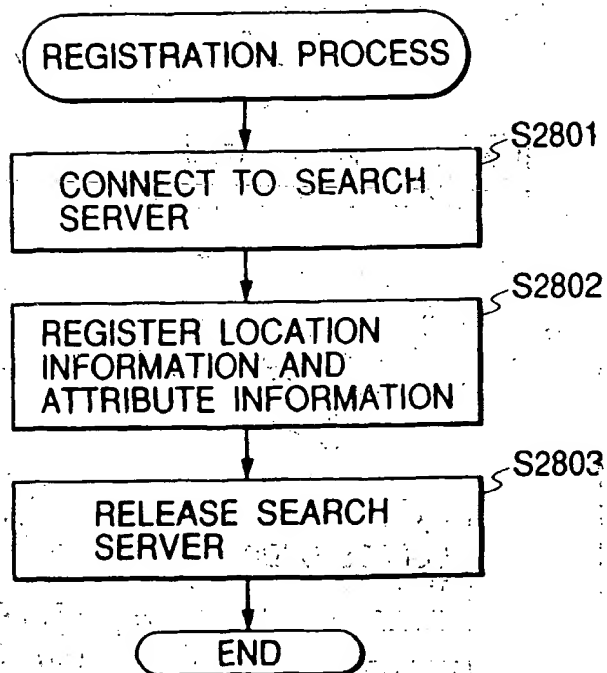 REGISTRATION PROCESS
S2801
CONNECT TO SEARCH
SERVER
S2802
REGISTER LOCATION
INFORMATION AND
ATTRIBUTE INFORMATION
S2803
RELEASE SEARCH
SERVER
END